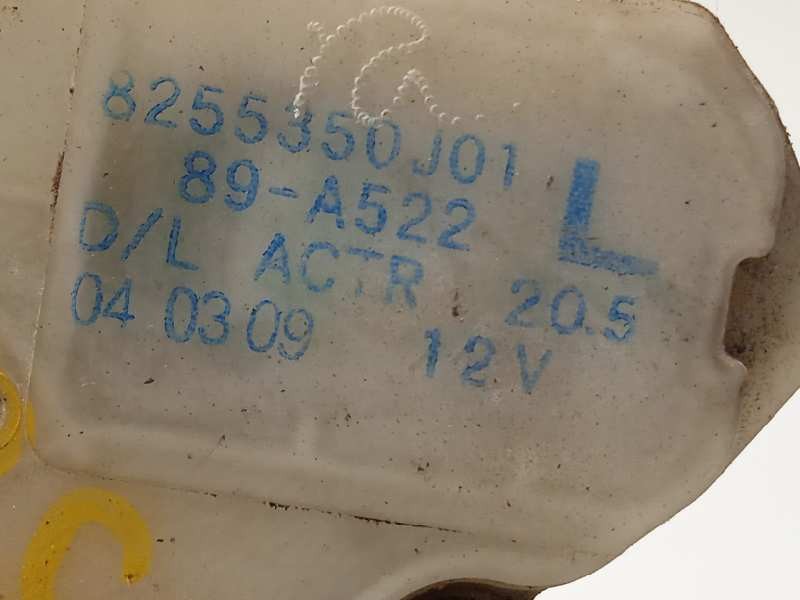 8255350J01
89-A522
L
D/L ACTR 20.5
04 03 09 12V